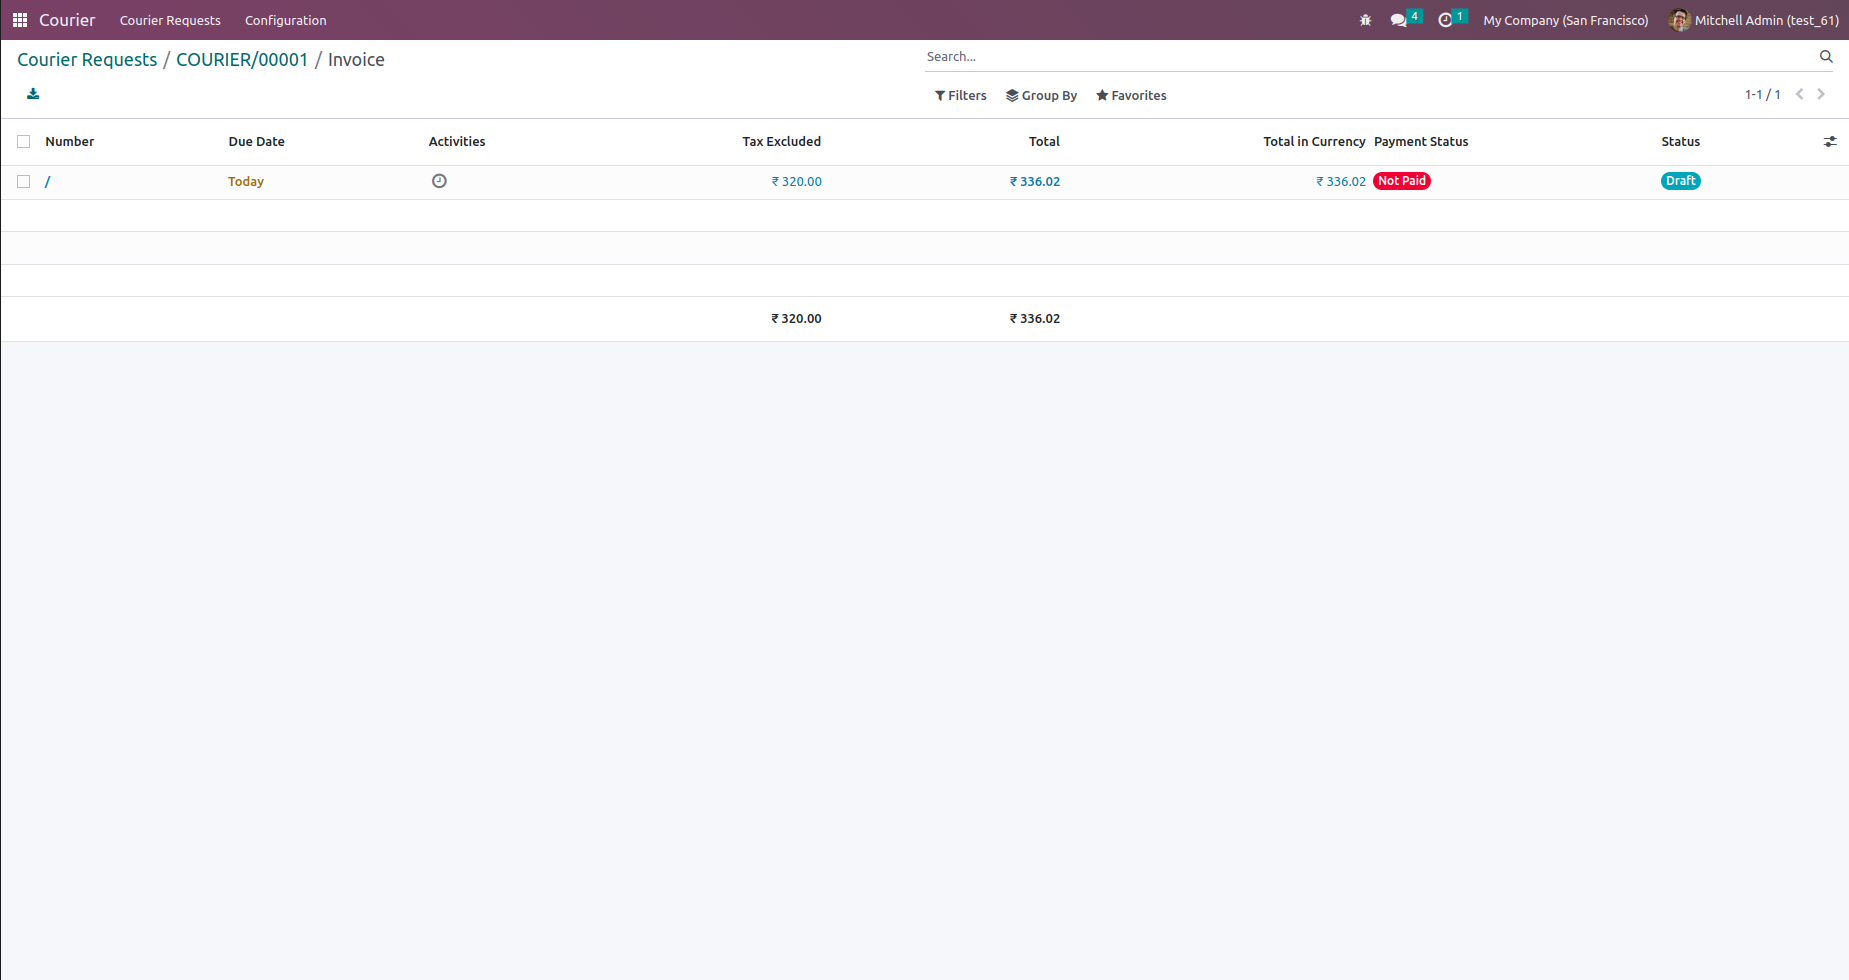 Courier Courier Requests Configuration 4 1 My Company (San Francisco) Mitchell Admin (test_61)
Courier Requests / COURIER/00001 / Invoice
Search...
Filters Group By Favorites 1-1 / 1
Number Due Date Activities Tax Excluded Total Total in Currency Payment Status Status
/ Today ₹ 320.00 ₹ 336.02 ₹ 336.02 Not Paid Draft
₹ 320.00 ₹ 336.02